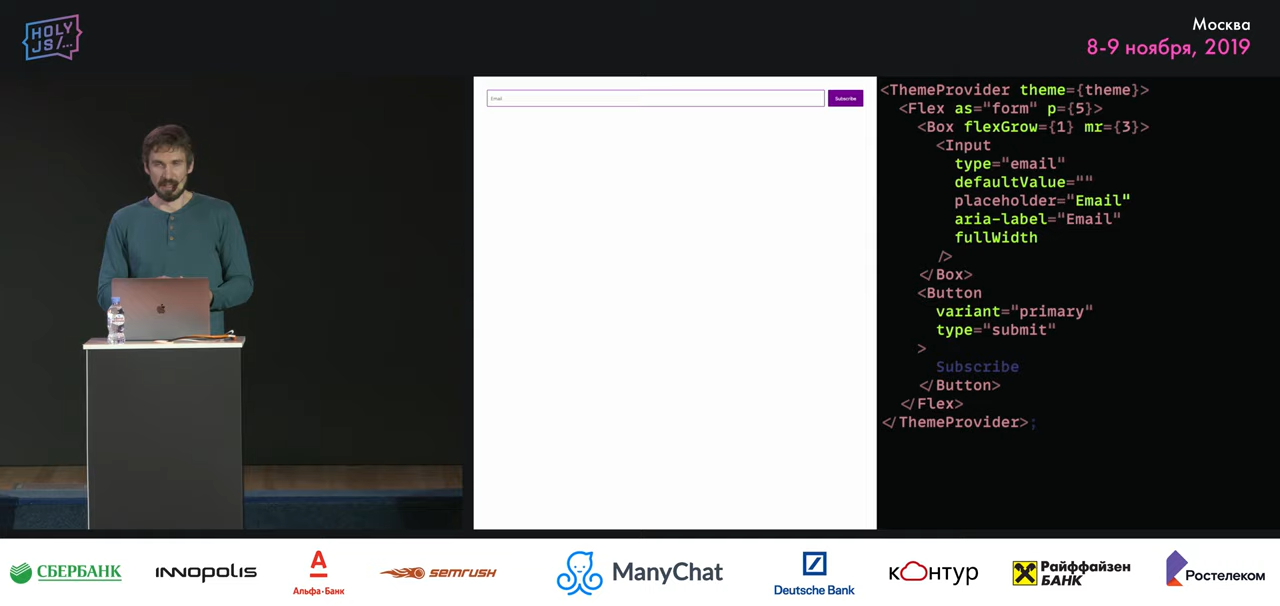 HOLY
JS/...
Москва
8-9 ноября, 2019
Email
Subscribe
<ThemeProvider theme={theme}>
<Flex as="form" p={5}>
<Box flexGrow={1} mr={3}>
<Input
type="email"
defaultValue=""
placeholder="Email"
aria-label="Email"
fullWidth
/>
</Box>
<Button
variant="primary"
type="submit"
>
Subscribe
</Button>
</Flex>
</ThemeProvider>;
СБЕРБАНК
INNOPOLIS
А
Альфа·Банк
SEMRUSH
ManyChat
Deutsche Bank
кОнтур
Райффайзен
БАНК
Ростелеком